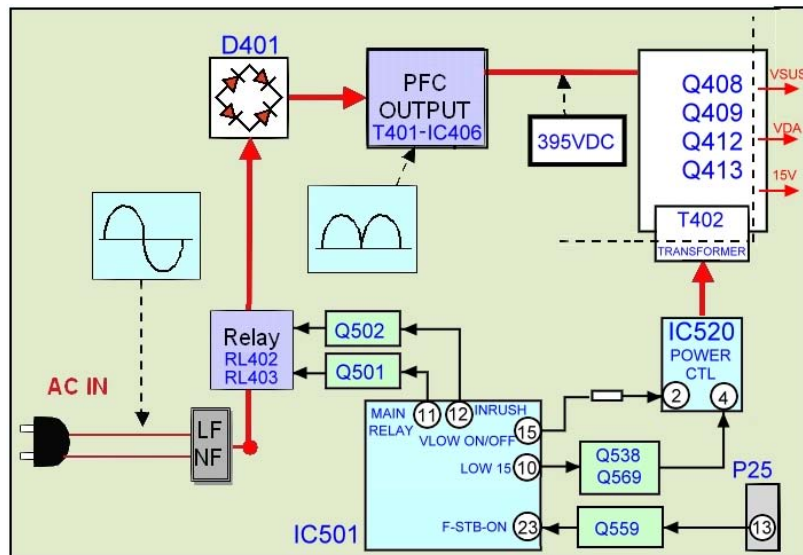 D401
PFC
OUTPUT
T401-IC406
395VDC
Q408
Q409
Q412
Q413
VSUS
VDA
15V
T402
TRANSFORMER
Relay
RL402
RL403
Q502
Q501
IC520
POWER
CTL
2
4
AC IN
LF
NF
MAIN
RELAY
11
12
INRUSH
VLOW ON/OFF
15
LOW 15
10
Q538
Q569
P25
IC501
F-STB-ON
23
Q559
13